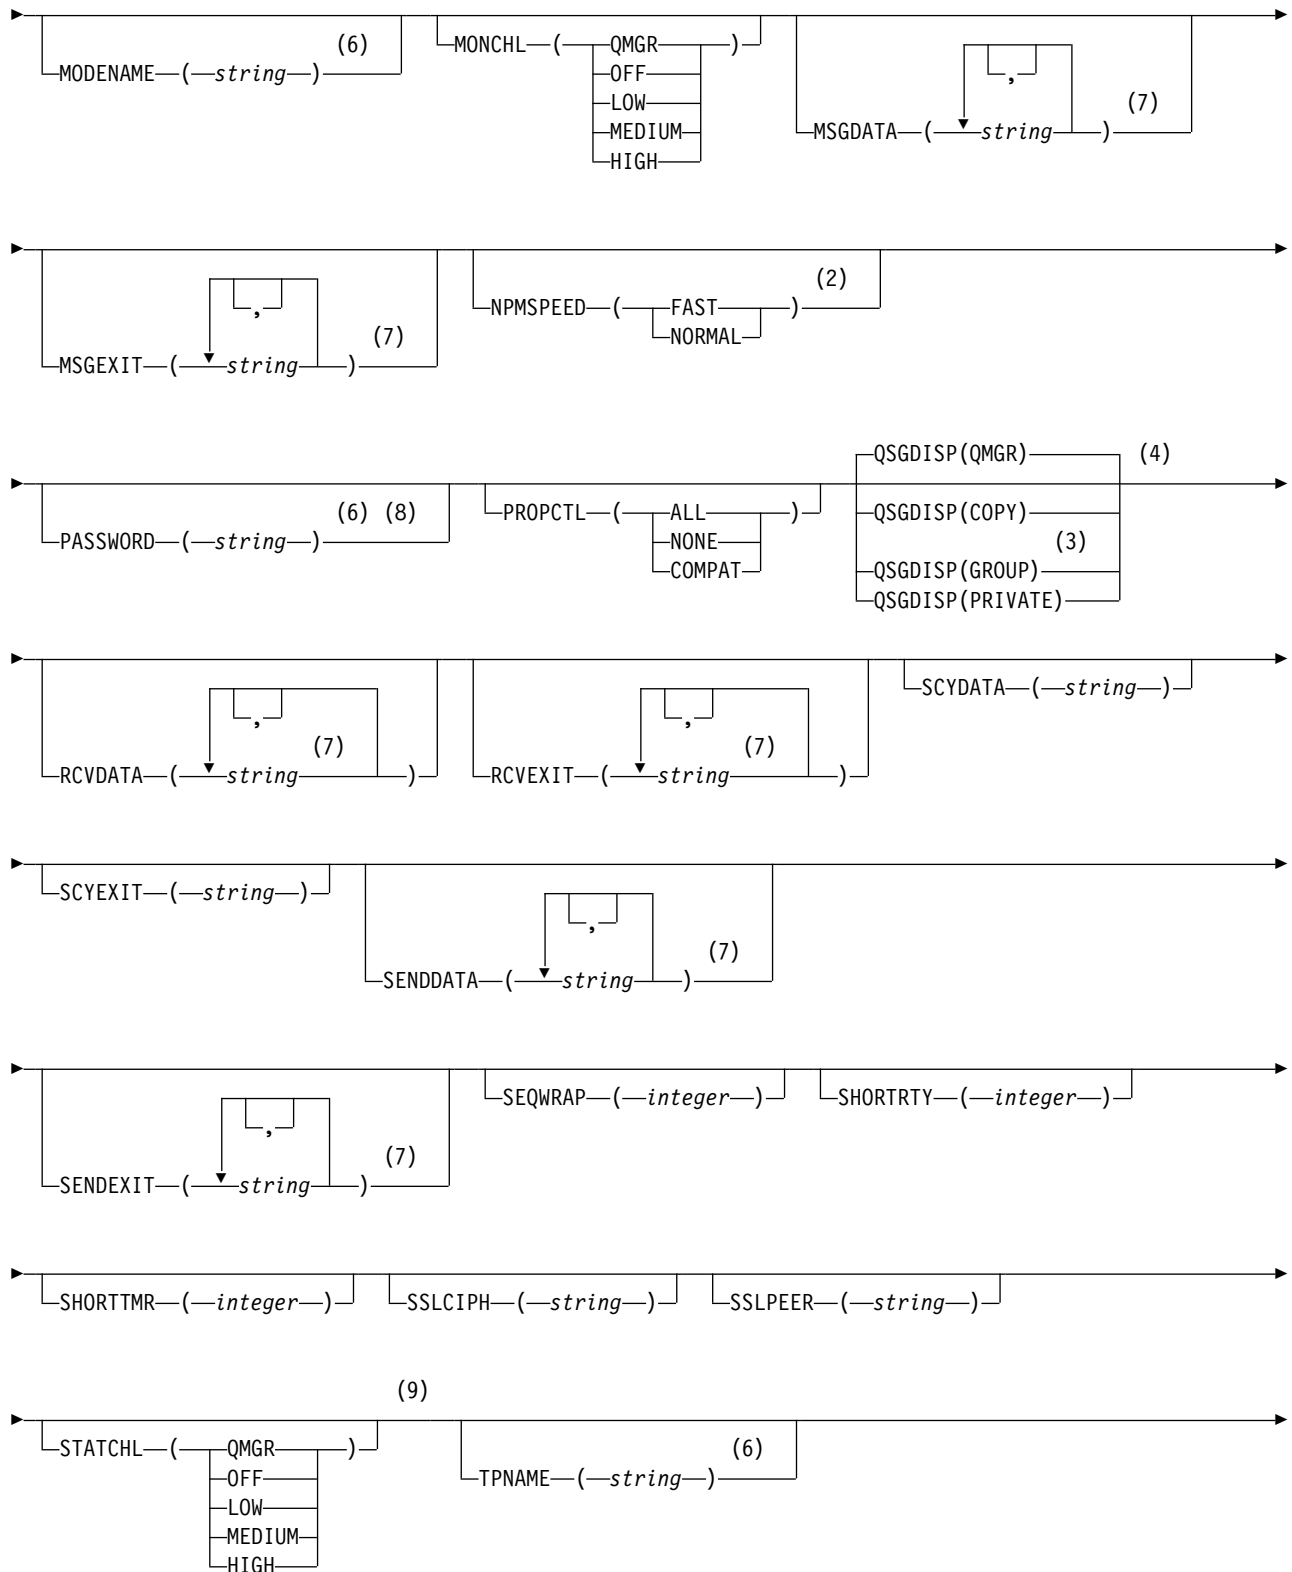 MODENAME ( string ) (6) MONCHL ( QMGR )
OFF
LOW
MEDIUM
HIGH
MSGDATA ( , string ) (7)
MSGEXIT ( , string ) (7) NPMSPEED ( FAST ) (2)
NORMAL
PASSWORD ( string ) (6) (8) PROPCTL ( ALL )
NONE
COMPAT
QSGDISP(QMGR) (4)
QSGDISP(COPY)
(3)
QSGDISP(GROUP)
QSGDISP(PRIVATE)
RCVDATA ( , string (7) ) RCVEXIT ( , string (7) ) SCYDATA ( string )
SCYEXIT ( string ) SENDDATA ( , string ) (7)
SENDEXIT ( , string ) (7) SEQWRAP ( integer ) SHORTRTY ( integer )
SHORTTMR ( integer ) SSLCIPH ( string ) SSLPEER ( string )
(9)
STATCHL ( QMGR )
OFF
LOW
MEDIUM
HIGH
TPNAME ( string ) (6)